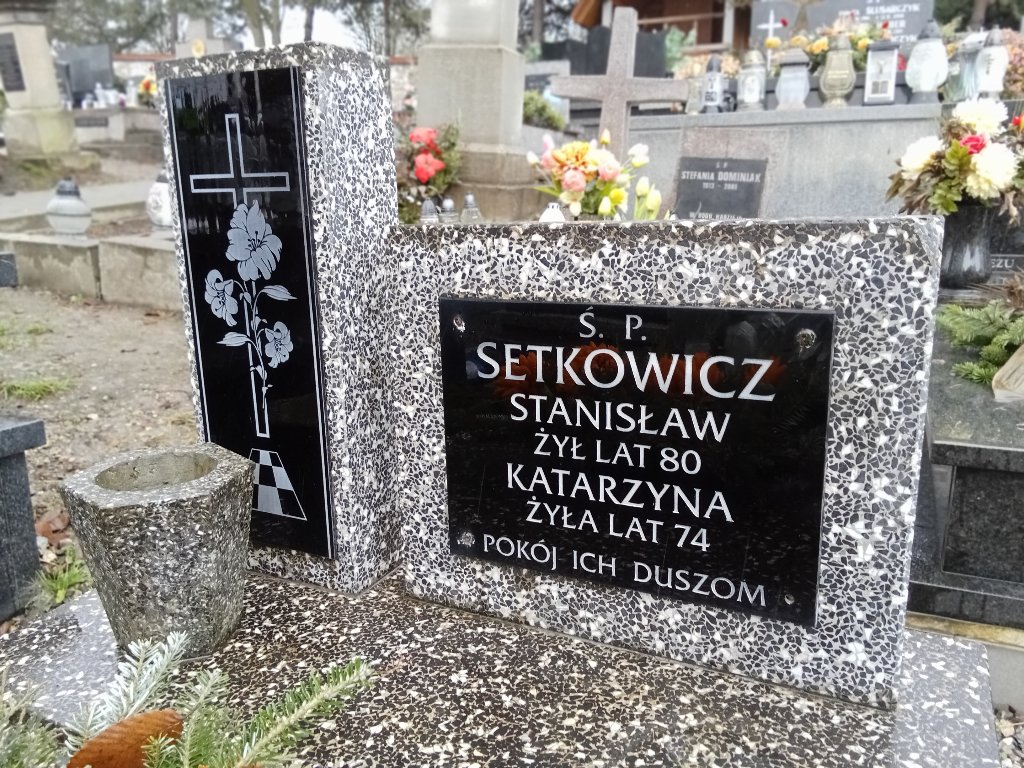 Ś. P.
SETKOWICZ
STANISŁAW
ŻYŁ LAT 80
KATARZYNA
ŻYŁA LAT 74
POKÓJ ICH DUSZOM
Ś P
STEFANIA DOMINIAK